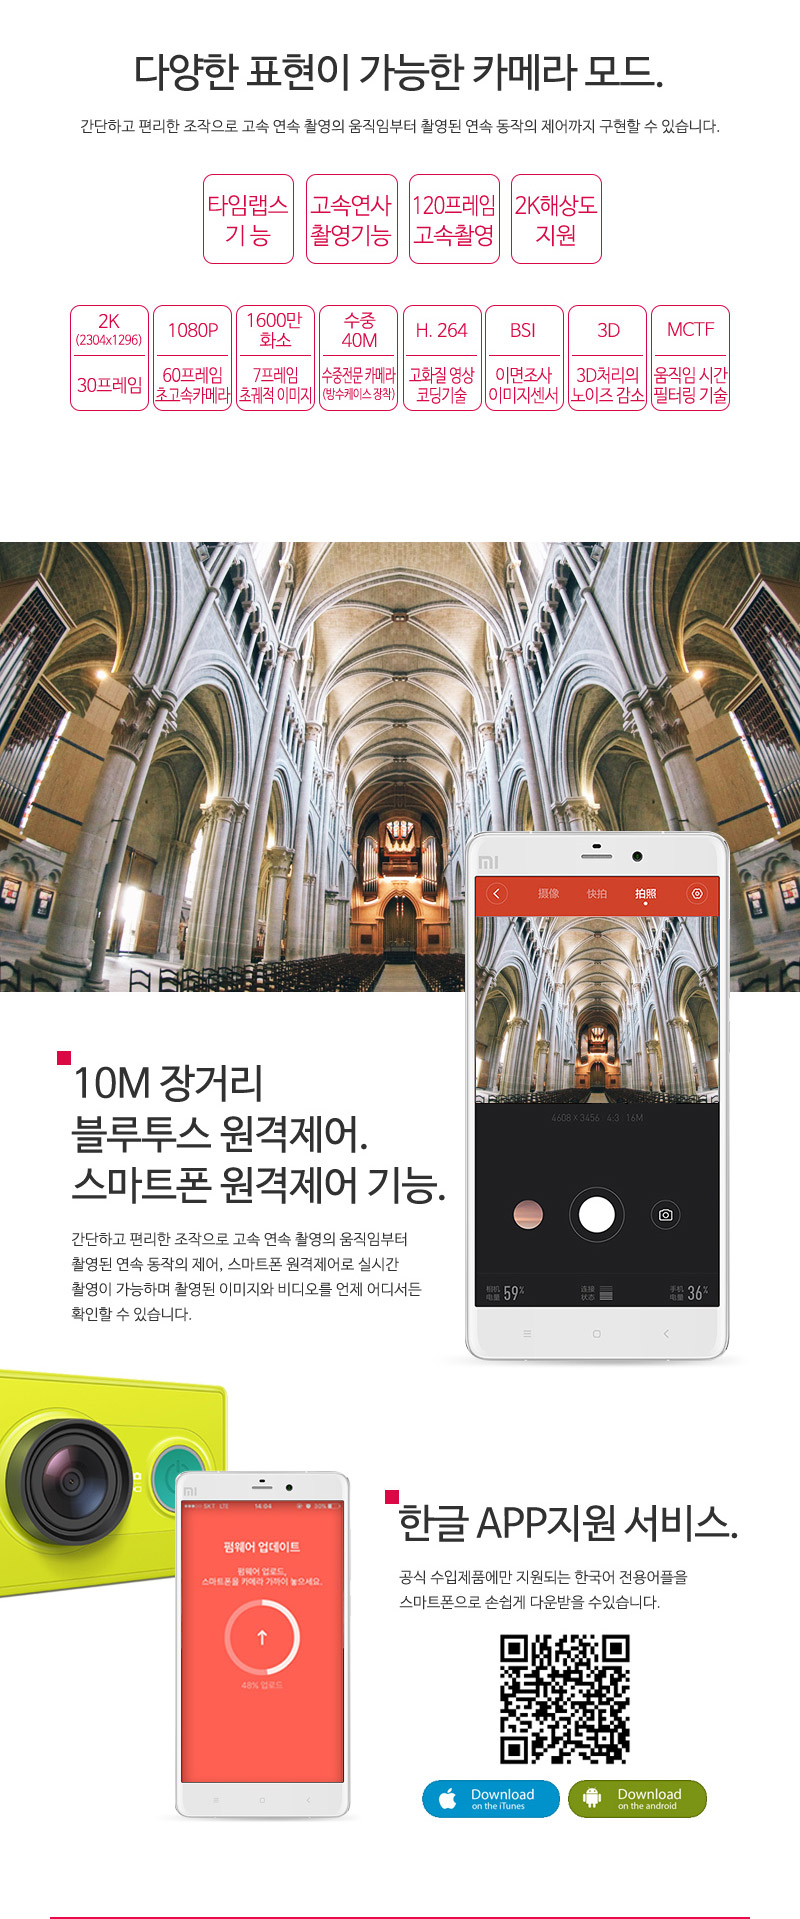 다양한 표현이 가능한 카메라 모드.
간단하고 편리한 조작으로 고속 연속 촬영의 움직임부터 촬영된 연속 동작의 제어까지 구현할 수 있습니다.
타임랩스
기 능
고속연사
촬영기능
120프레임
고속촬영
2K해상도
지원
2K
(2304x1296)
30프레임
1080P
60프레임
초고속카메라
1600만
화소
7프레임
초궤적 이미지
수중
40M
수중전문 카메라
(방수케이스 장착)
H. 264
고화질 영상
코딩기술
BSI
이면조사
이미지센서
3D
3D처리의
노이즈 감소
MCTF
움직임 시간
필터링 기술
mi
摄像 快拍 拍照
4608 X 3456 4:3 16M
相机
电量 59%
连接
状态
手机
电量 36%
10M 장거리
블루투스 원격제어.
스마트폰 원격제어 기능.
간단하고 편리한 조작으로 고속 연속 촬영의 움직임부터
촬영된 연속 동작의 제어, 스마트폰 원격제어로 실시간
촬영이 가능하며 촬영된 이미지와 비디오를 언제 어디서든
확인할 수 있습니다.
mi
SKT LTE 14:04 30%
펌웨어 업데이트
펌웨어 업로드,
스마트폰을 카메라 가까이 놓으세요.
48% 업로드
한글 APP지원 서비스.
공식 수입제품에만 지원되는 한국어 전용어플을
스마트폰으로 손쉽게 다운받을 수있습니다.
Download
on the iTunes
Download
on the android